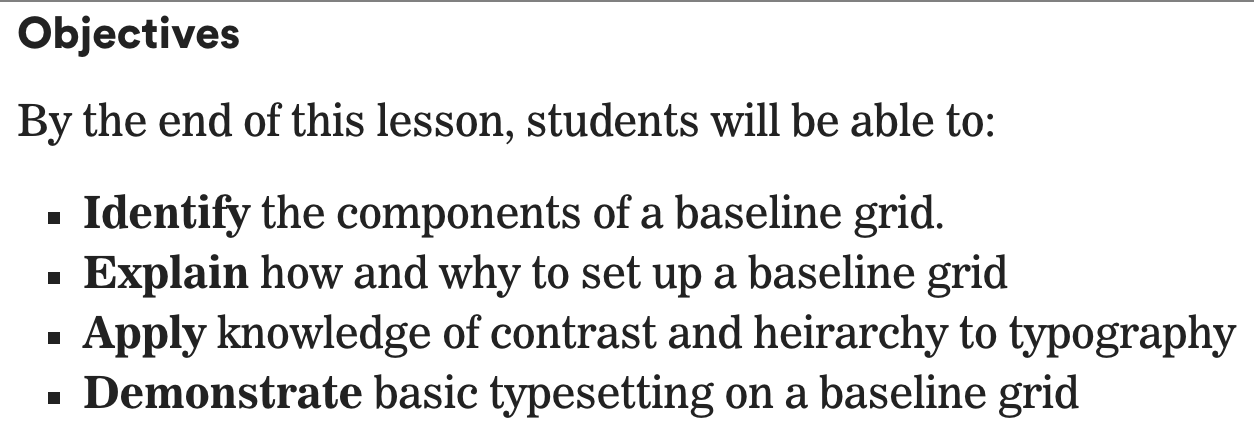 Objectives
By the end of this lesson, students will be able to:
▪ Identify the components of a baseline grid.
▪ Explain how and why to set up a baseline grid
▪ Apply knowledge of contrast and heirarchy to typography
▪ Demonstrate basic typesetting on a baseline grid